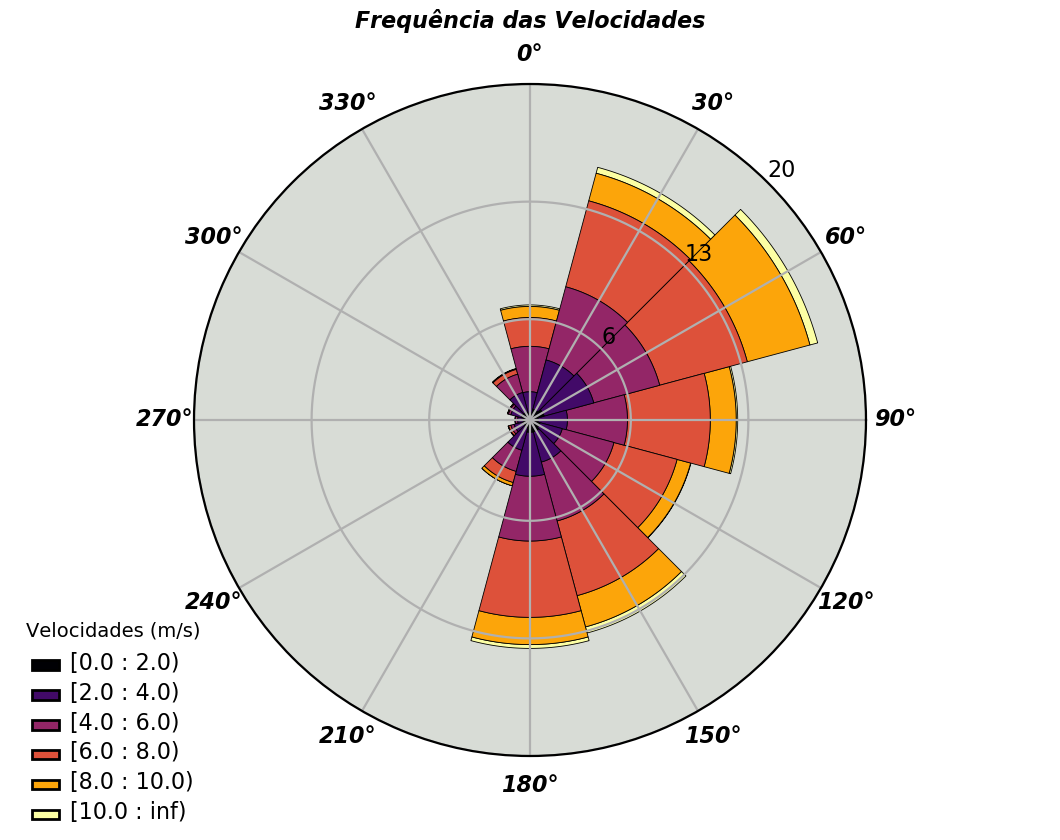 Frequência das Velocidades
0°
330°
30°
20
300°
60°
13
6
270°
90°
240°
120°
210°
150°
180°
Velocidades (m/s)
[0.0 : 2.0)
[2.0 : 4.0)
[4.0 : 6.0)
[6.0 : 8.0)
[8.0 : 10.0)
[10.0 : inf)